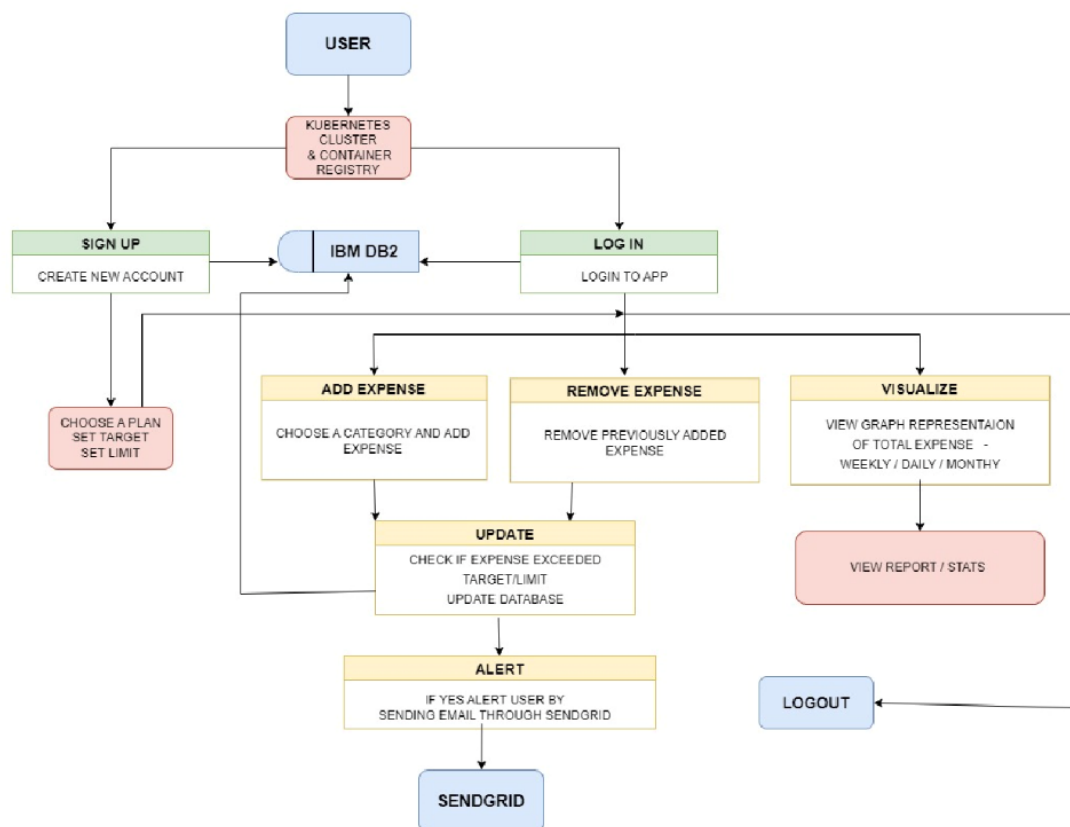 USER
KUBERNETES
CLUSTER
& CONTAINER
REGISTRY
SIGN UP
CREATE NEW ACCOUNT
IBM DB2
LOG IN
LOGIN TO APP
CHOOSE A PLAN
SET TARGET
SET LIMIT
ADD EXPENSE
CHOOSE A CATEGORY AND ADD
EXPENSE
REMOVE EXPENSE
REMOVE PREVIOUSLY ADDED
EXPENSE
VISUALIZE
VIEW GRAPH REPRESENTAION
OF TOTAL EXPENSE -
WEEKLY / DAILY / MONTHY
UPDATE
CHECK IF EXPENSE EXCEEDED
TARGET/LIMIT
UPDATE DATABASE
VIEW REPORT / STATS
ALERT
IF YES ALERT USER BY
SENDING EMAIL THROUGH SENDGRID
LOGOUT
SENDGRID